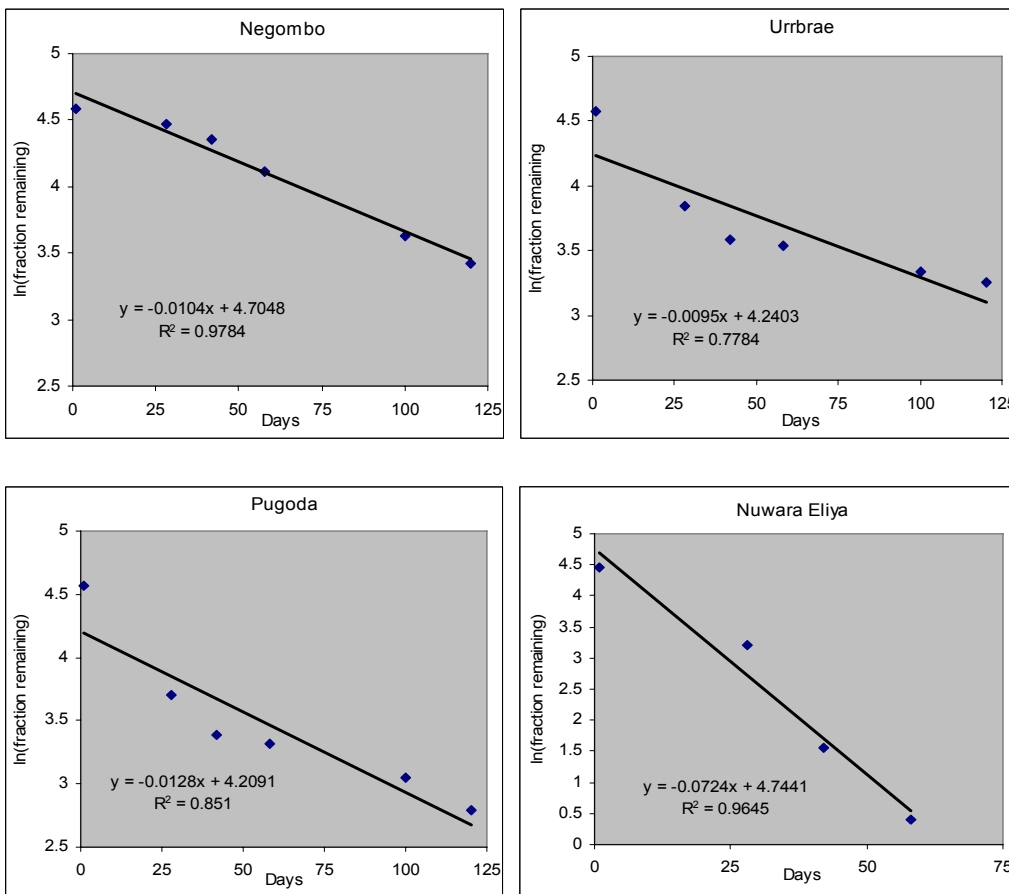 Negombo
5
4.5
4
3.5
3
2.5
ln(fraction remaining)
y = -0.0104x + 4.7048
R² = 0.9784
0 25 50 75 100 125
Days
Urrbrae
5
4.5
4
3.5
3
2.5
ln(fraction remaining
y = -0.0095x + 4.2403
R² = 0.7784
0 25 50 75 100 125
Days
Pugoda
5
4.5
4
3.5
3
2.5
ln(fraction remaining)
y = -0.0128x + 4.2091
R² = 0.851
0 25 50 75 100 125
Days
Nuwara Eliya
5
4.5
4
3.5
3
2.5
2
1.5
1
0.5
0
ln(fraction remaining)
y = -0.0724x + 4.7441
R² = 0.9645
0 25 50 75
Days